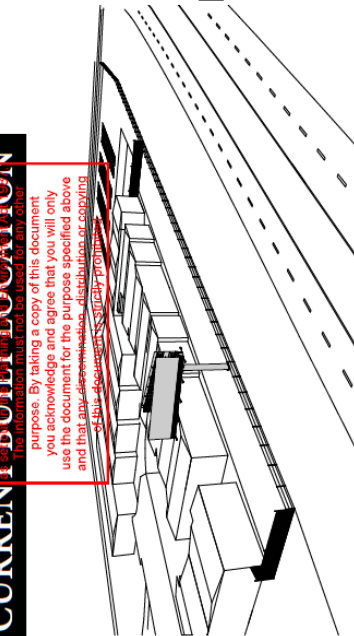 The information must not be used for any other
purpose. By taking a copy of this document
you acknowledge and agree that you will only
use the document for the purpose specified above
and that any dissemination, distribution or copying
of this document is strictly prohibited.
LOCATION